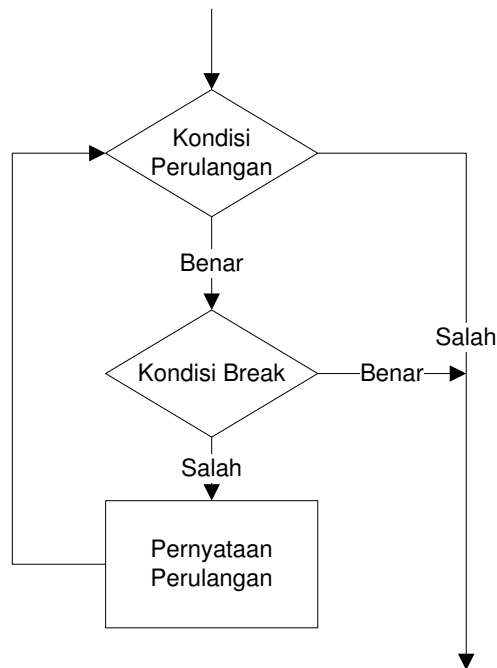 Kondisi
Perulangan
Benar
Salah
Kondisi Break
Benar
Salah
Pernyataan
Perulangan